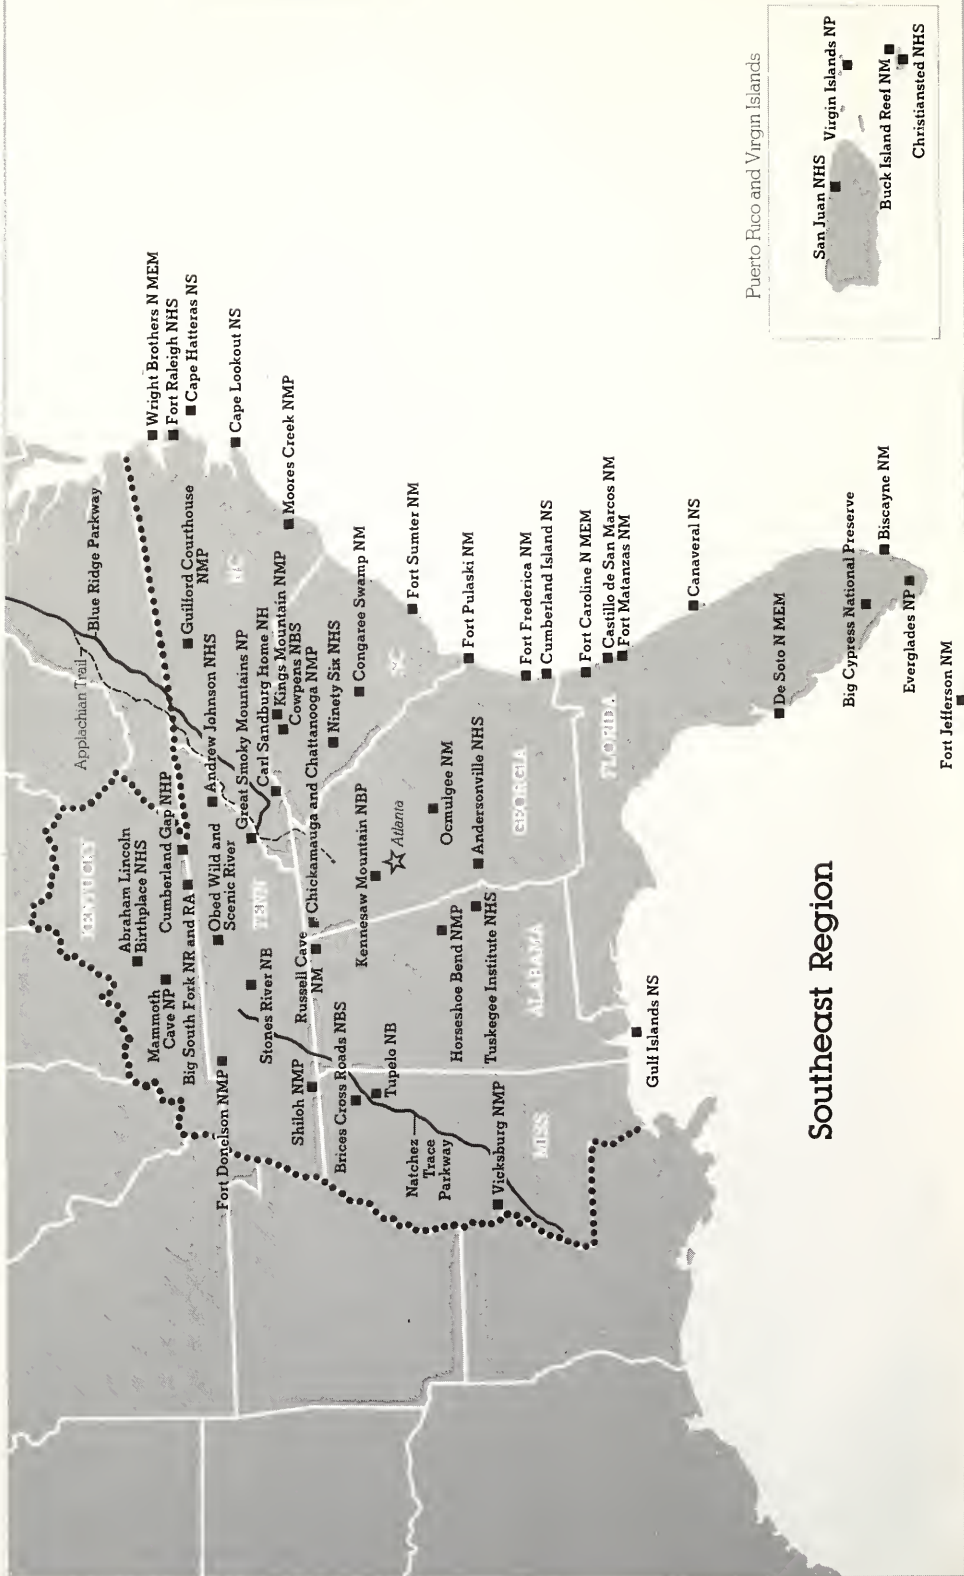 Puerto Rico and Virgin Islands
San Juan NHS
Virgin Islands NP
Buck Island Reef NM
Christiansted NHS
Wright Brothers N MEM
Fort Raleigh NHS
Cape Hatteras NS
Cape Lookout NS
Moores Creek NMP
Blue Ridge Parkway
Applachian Trail
Guilford Courthouse
NMP
NC
Andrew Johnson NHS
Great Smoky Mountains NP
Carl Sandburg Home NH
Kings Mountain NMP
Cowpens NBS
Chickamauga and Chattanooga NMP
Ninety Six NHS
Congaree Swamp NM
Fort Sumter NM
SC
Fort Pulaski NM
Fort Frederica NM
Cumberland Island NS
Fort Caroline N MEM
Castillo de San Marcos NM
Fort Matanzas NM
Canaveral NS
De Soto N MEM
Big Cypress National Preserve
Biscayne NM
Everglades NP
Fort Jefferson NM
KENTUCKY
Abraham Lincoln
Birthplace NHS
Cumberland Gap NHP
Mammoth
Cave NP
Big South Fork NR and RA
Obed Wild and
Scenic River
TENN
Stones River NB
Fort Donelson NMP
Russell Cave
NM
Shiloh NMP
Brices Cross Roads NBS
Tupelo NB
Kennesaw Mountain NBP
Atlanta
Ocmulgee NM
Andersonville NHS
GEORGIA
FLORIDA
Horseshoe Bend NMP
Tuskegee Institute NHS
ALABAMA
Natchez
Trace
Parkway
Vicksburg NMP
MISS
Gulf Islands NS
Southeast Region